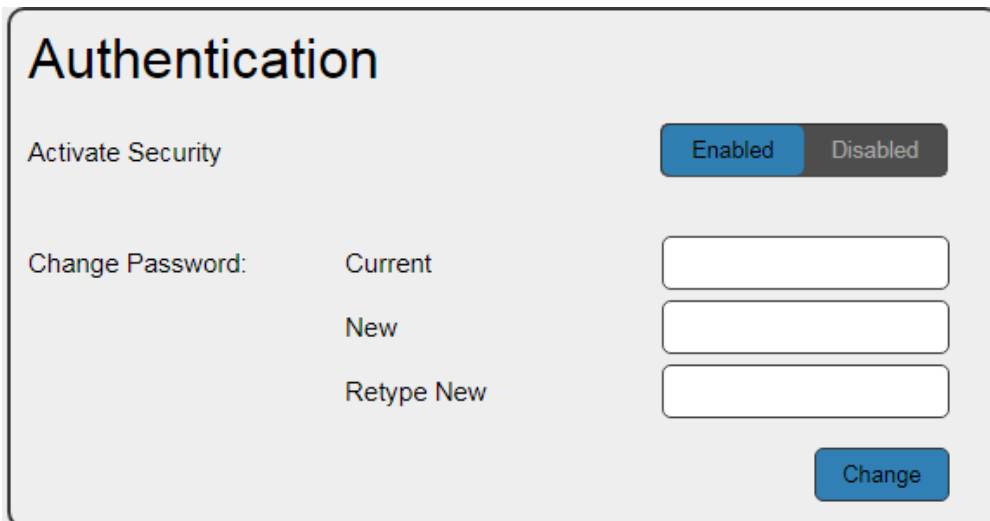 Authentication
Activate Security Enabled Disabled
Change Password: Current
New
Retype New
Change